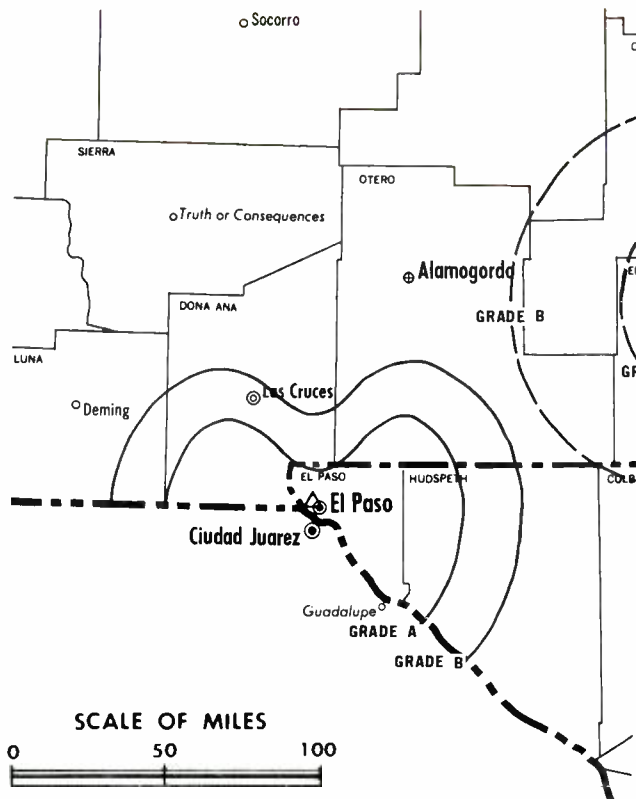 Socorro
SIERRA
OTERO
Truth or Consequences
Alamogordo
DONA ANA
GRADE B
LUNA
Las Cruces
Deming
EL PASO
HUDSPETH
El Paso
Ciudad Juarez
Guadalupe
GRADE A
GRADE B
SCALE OF MILES
0 50 100